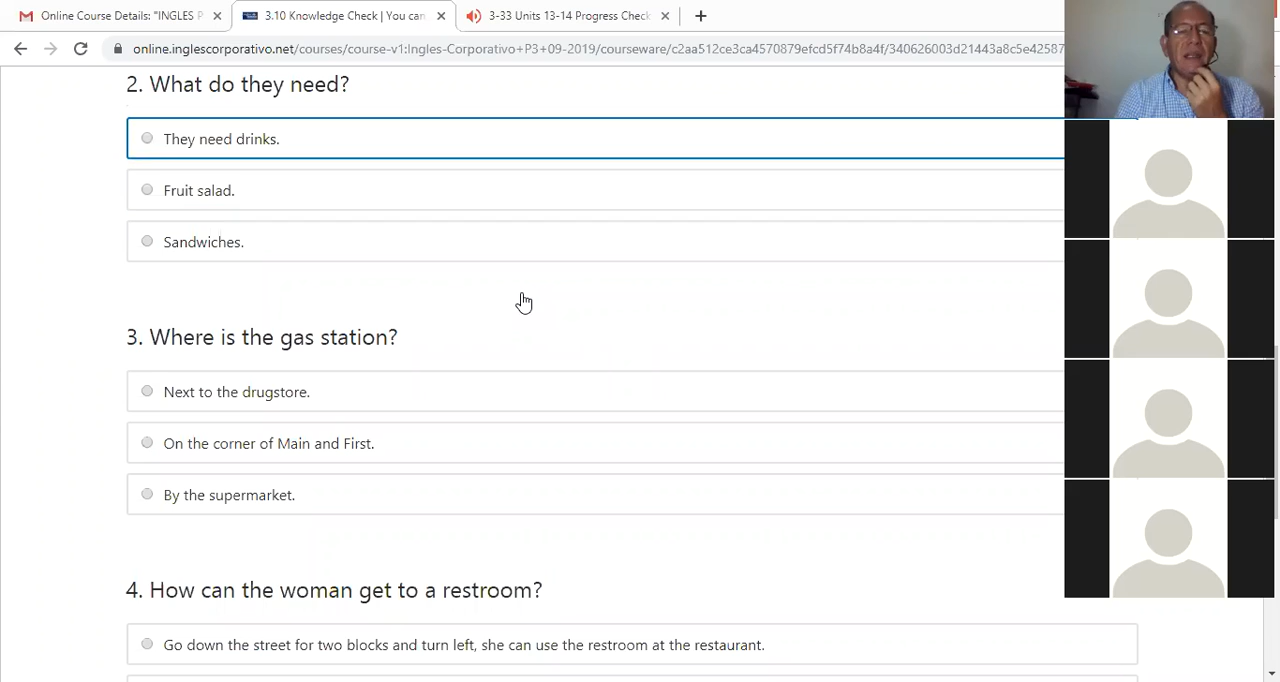 Online Course Details: "INGLES P
3.10 Knowledge Check | You can
3-33 Units 13-14 Progress Check
online.inglescorporativo.net/courses/course-v1:Ingles-Corporativo+P3+09-2019/courseware/c2aa512ce3ca4570879efcd5f74b8a4f/340626003d21443a8c5e42587
2. What do they need?
They need drinks.
Fruit salad.
Sandwiches.
3. Where is the gas station?
Next to the drugstore.
On the corner of Main and First.
By the supermarket.
4. How can the woman get to a restroom?
Go down the street for two blocks and turn left, she can use the restroom at the restaurant.